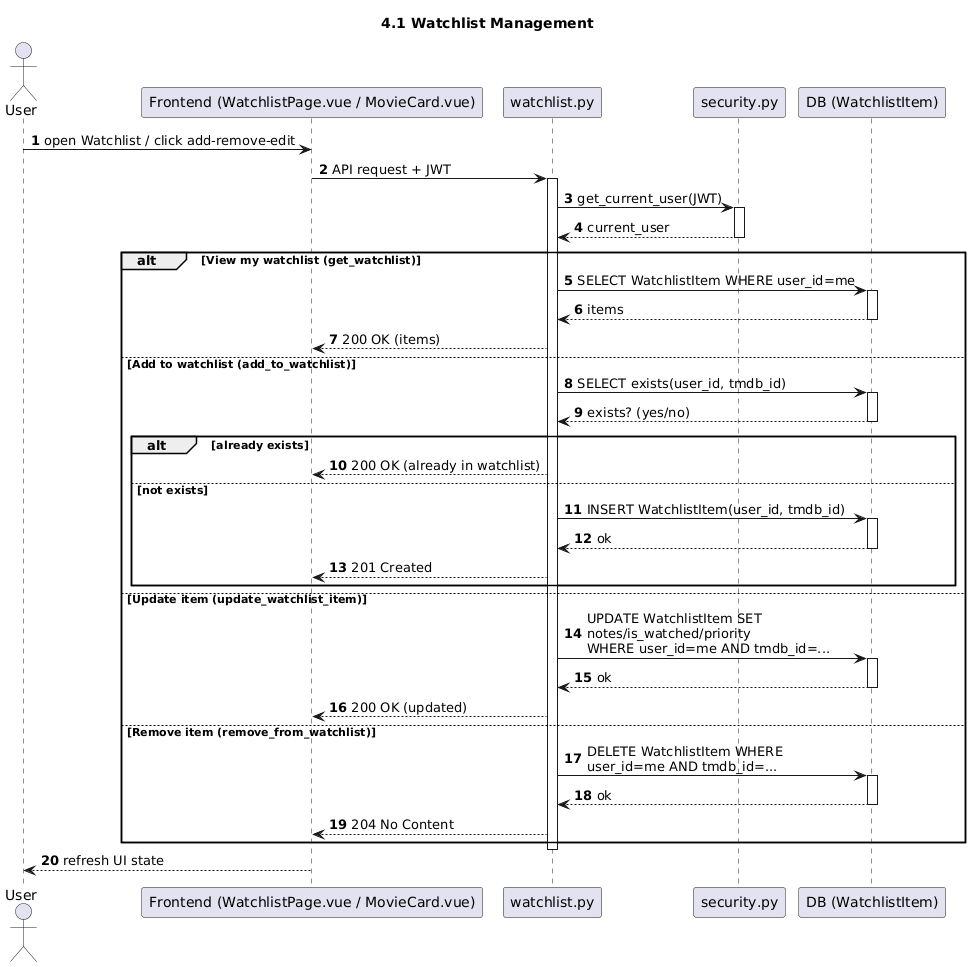 4.1 Watchlist Management
User
Frontend (WatchlistPage.vue / MovieCard.vue)
watchlist.py
security.py
DB (WatchlistItem)
1 open Watchlist / click add-remove-edit
2 API request + JWT
3 get_current_user(JWT)
4 current_user
alt [View my watchlist (get_watchlist)]
5 SELECT WatchlistItem WHERE user_id=me
6 items
7 200 OK (items)
[Add to watchlist (add_to_watchlist)]
8 SELECT exists(user_id, tmdb_id)
9 exists? (yes/no)
alt [already exists]
10 200 OK (already in watchlist)
[not exists]
11 INSERT WatchlistItem(user_id, tmdb_id)
12 ok
13 201 Created
[Update item (update_watchlist_item)]
14 UPDATE WatchlistItem SET
notes/is_watched/priority
WHERE user_id=me AND tmdb_id=...
15 ok
16 200 OK (updated)
[Remove item (remove_from_watchlist)]
17 DELETE WatchlistItem WHERE
user_id=me AND tmdb_id=...
18 ok
19 204 No Content
20 refresh UI state
User
Frontend (WatchlistPage.vue / MovieCard.vue)
watchlist.py
security.py
DB (WatchlistItem)